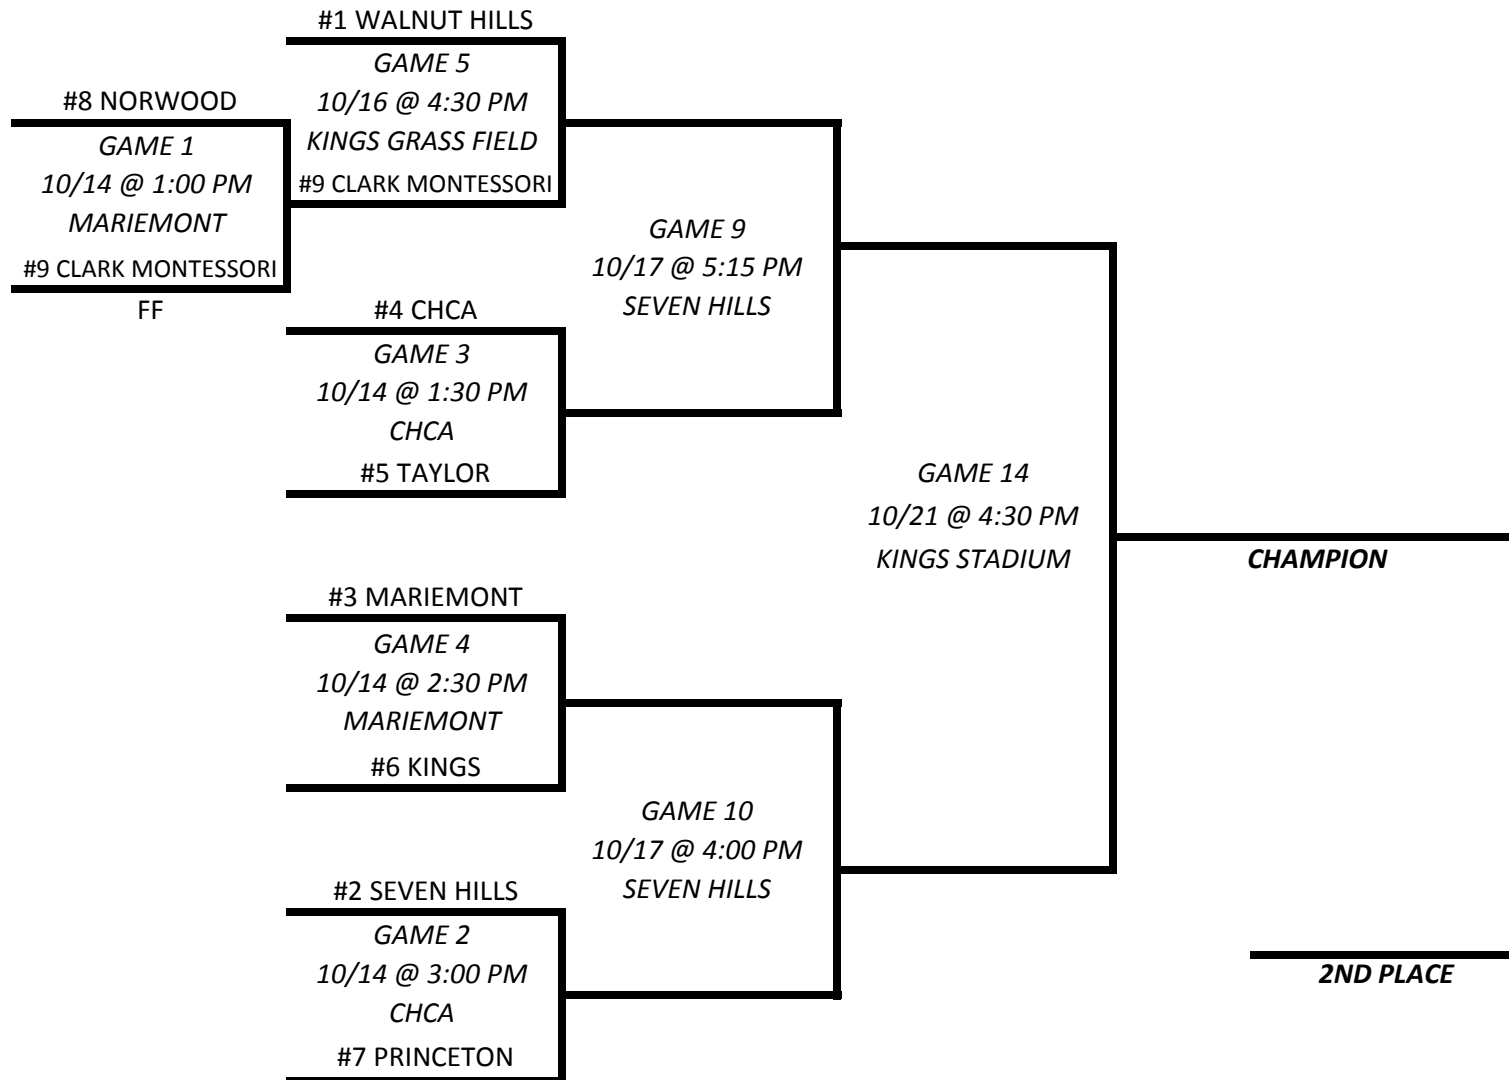 #1 WALNUT HILLS
GAME 5
10/16 @ 4:30 PM
KINGS GRASS FIELD
#9 CLARK MONTESSORI
#8 NORWOOD
GAME 1
10/14 @ 1:00 PM
MARIEMONT
#9 CLARK MONTESSORI
FF
GAME 9
10/17 @ 5:15 PM
SEVEN HILLS
#4 CHCA
GAME 3
10/14 @ 1:30 PM
CHCA
#5 TAYLOR
GAME 14
10/21 @ 4:30 PM
KINGS STADIUM
CHAMPION
#3 MARIEMONT
GAME 4
10/14 @ 2:30 PM
MARIEMONT
#6 KINGS
GAME 10
10/17 @ 4:00 PM
SEVEN HILLS
#2 SEVEN HILLS
GAME 2
10/14 @ 3:00 PM
CHCA
#7 PRINCETON
2ND PLACE